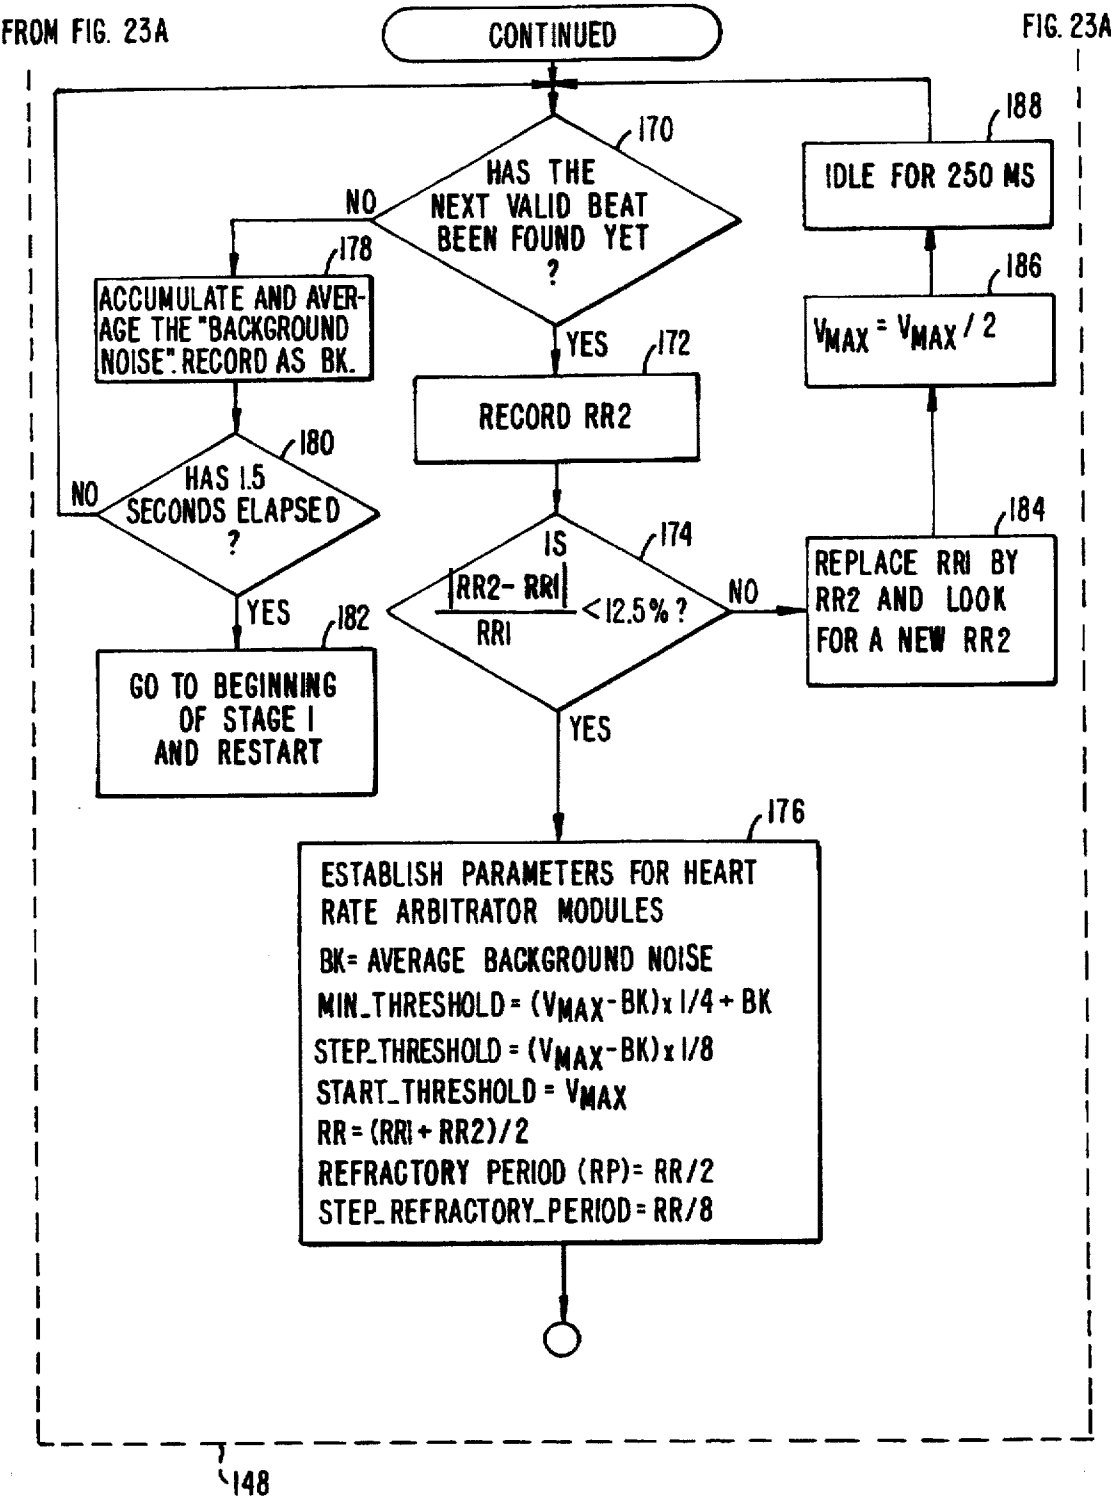 FROM FIG. 23A
CONTINUED
FIG. 23A
170
HAS THE
NEXT VALID BEAT
BEEN FOUND YET
?
NO
YES
188
IDLE FOR 250 MS
186
VMAX = VMAX / 2
178
ACCUMULATE AND AVER-
AGE THE "BACKGROUND
NOISE". RECORD AS BK.
172
RECORD RR2
180
HAS 1.5
SECONDS ELAPSED
?
NO
YES
174
IS
|RR2 - RR1|
RR1
< 12.5% ?
NO
YES
184
REPLACE RR1 BY
RR2 AND LOOK
FOR A NEW RR2
182
GO TO BEGINNING
OF STAGE 1
AND RESTART
176
ESTABLISH PARAMETERS FOR HEART
RATE ARBITRATOR MODULES
BK = AVERAGE BACKGROUND NOISE
MIN_THRESHOLD = (VMAX - BK) x 1/4 + BK
STEP_THRESHOLD = (VMAX - BK) x 1/8
START_THRESHOLD = VMAX
RR = (RR1 + RR2)/2
REFRACTORY PERIOD (RP) = RR/2
STEP_REFRACTORY_PERIOD = RR/8
148